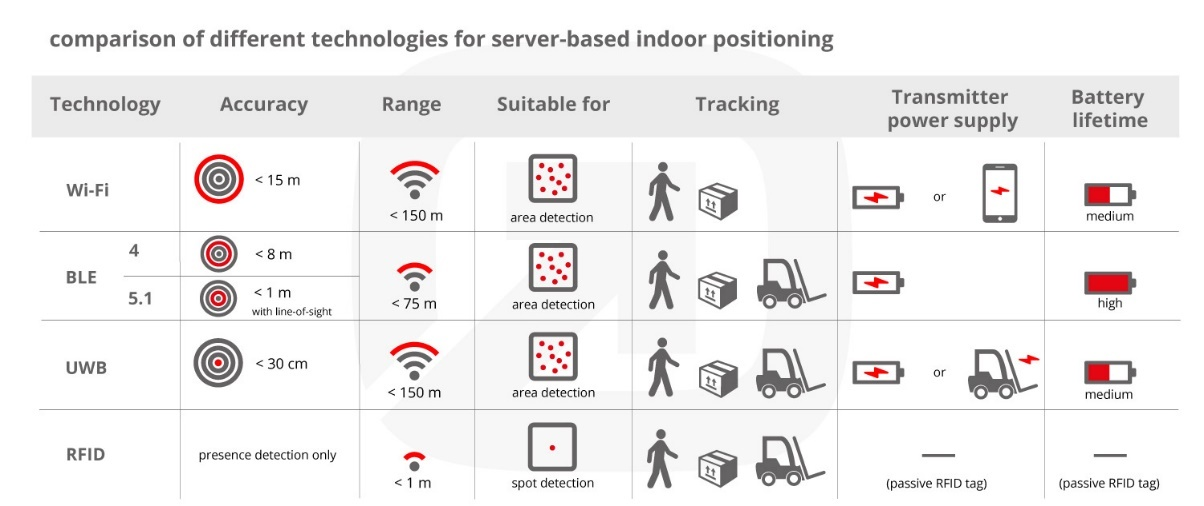 comparison of different technologies for server-based indoor positioning
Technology Accuracy Range Suitable for Tracking Transmitter power supply Battery lifetime
Wi-Fi
< 15 m
< 150 m
area detection
or
medium
BLE
4
< 8 m
5.1
< 1 m
with line-of-sight
< 75 m
area detection
high
UWB
< 30 cm
< 150 m
area detection
or
medium
RFID
presence detection only
< 1 m
spot detection
(passive RFID tag)
(passive RFID tag)